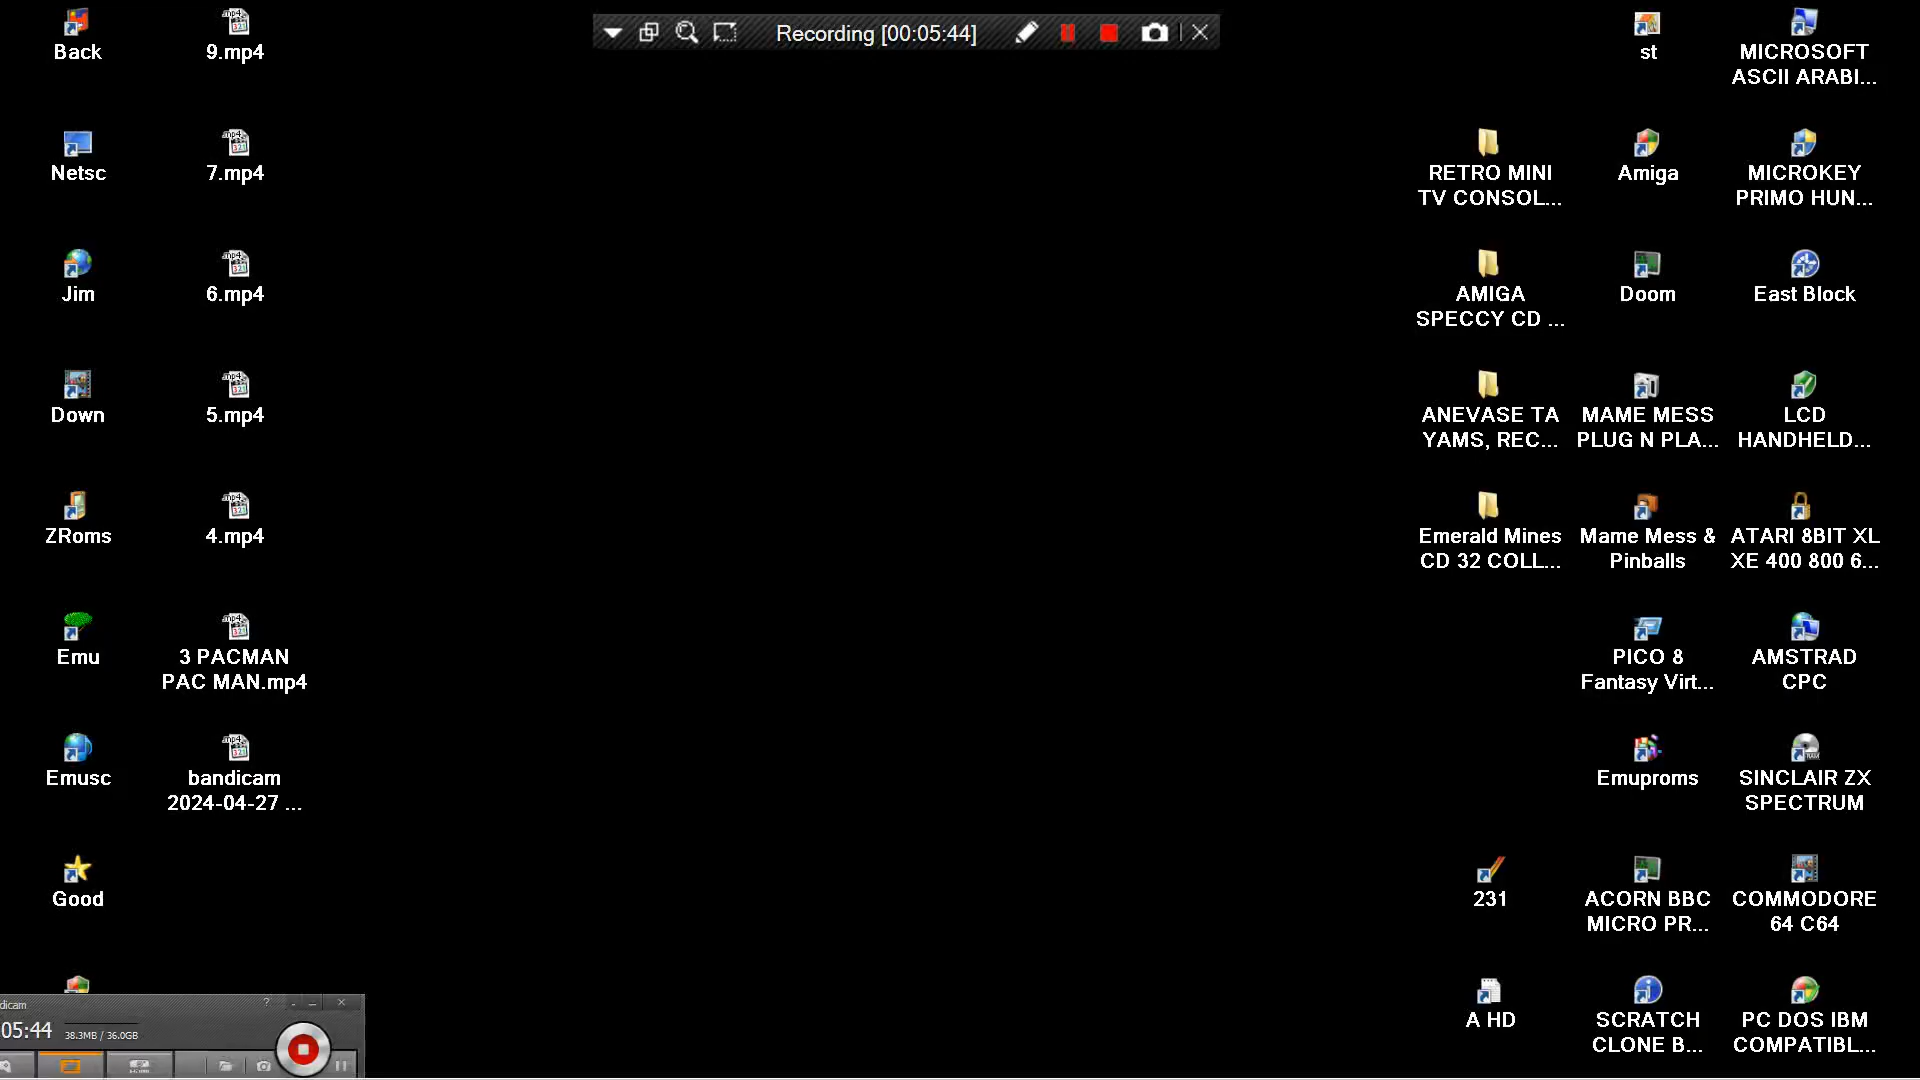 Recording [00:05:44]
Back
9.mp4
st
MICROSOFT
ASCII ARABI...
Netsc
7.mp4
RETRO MINI
TV CONSOL...
Amiga
MICROKEY
PRIMO HUN...
Jim
6.mp4
AMIGA
SPECCY CD ...
Doom
East Block
Down
5.mp4
ANEVASE TA
YAMS, REC...
MAME MESS
PLUG N PLA...
LCD
HANDHELD...
ZRoms
4.mp4
Emerald Mines
CD 32 COLL...
Mame Mess &
Pinballs
ATARI 8BIT XL
XE 400 800 6...
Emu
3 PACMAN
PAC MAN.mp4
PICO 8
Fantasy Virt...
AMSTRAD
CPC
Emusc
bandicam
2024-04-27 ...
Emuproms
SINCLAIR ZX
SPECTRUM
Good
231
ACORN BBC
MICRO PR...
COMMODORE
64 C64
A HD
SCRATCH
CLONE B...
PC DOS IBM
COMPATIBL...
dicam
05:44
38.3MB / 36.0GB